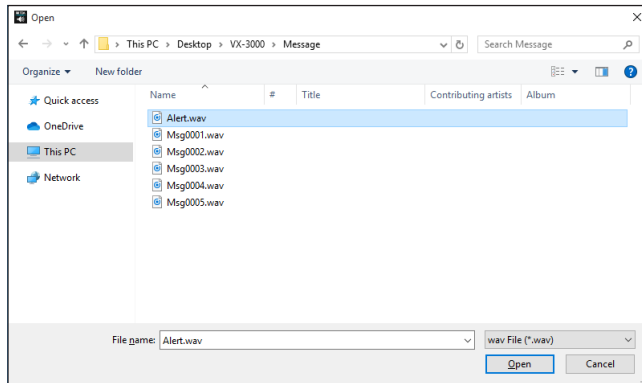 Open
This PC > Desktop > VX-3000 > Message
Search Message
Organize
New folder
Name
#
Title
Contributing artists
Album
Quick access
OneDrive
This PC
Network
Alert.wav
Msg0001.wav
Msg0002.wav
Msg0003.wav
Msg0004.wav
Msg0005.wav
File name: Alert.wav
wav File (*.wav)
Open
Cancel